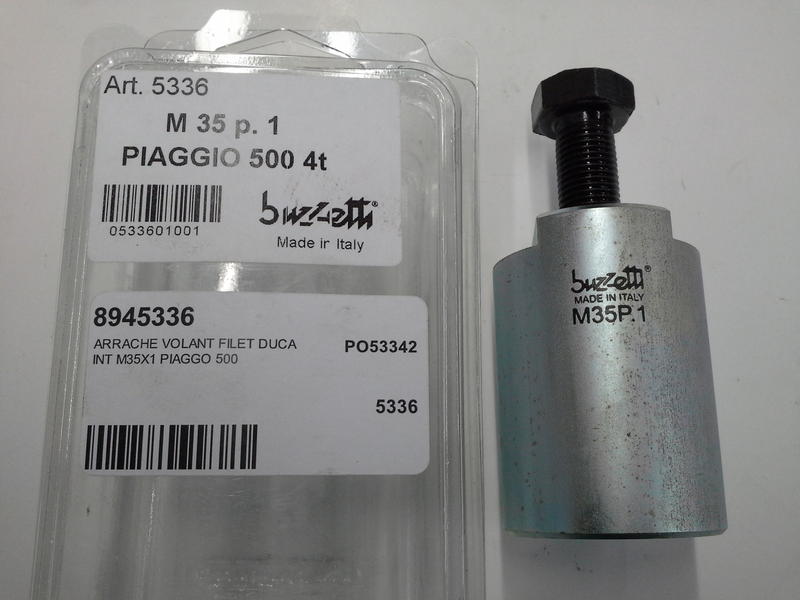 Art. 5336
M 35 p. 1
PIAGGIO 500 4t
0533601001
buzzetti®
Made in Italy
8945336
ARRACHE VOLANT FILET DUCA
INT M35X1 PIAGGO 500
PO53342
5336
buzzetti®
MADE IN ITALY
M35P.1